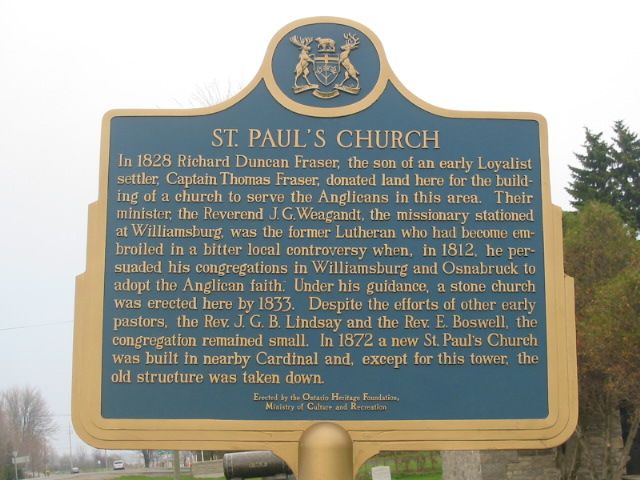 ST. PAUL'S CHURCH
In 1828 Richard Duncan Fraser, the son of an early Loyalist
settler, Captain Thomas Fraser, donated land here for the build-
ing of a church to serve the Anglicans in this area. Their
minister, the Reverend J.G. Weagandt, the missionary stationed
at Williamsburg, was the former Lutheran who had become em-
broiled in a bitter local controversy when, in 1812, he per-
suaded his congregations in Williamsburg and Osnabruck to
adopt the Anglican faith. Under his guidance, a stone church
was erected here by 1833. Despite the efforts of other early
pastors, the Rev. J. G. B. Lindsay and the Rev. E. Boswell, the
congregation remained small. In 1872 a new St. Paul's Church
was built in nearby Cardinal and, except for this tower, the
old structure was taken down.
Erected by the Ontario Heritage Foundation,
Ministry of Culture and Recreation